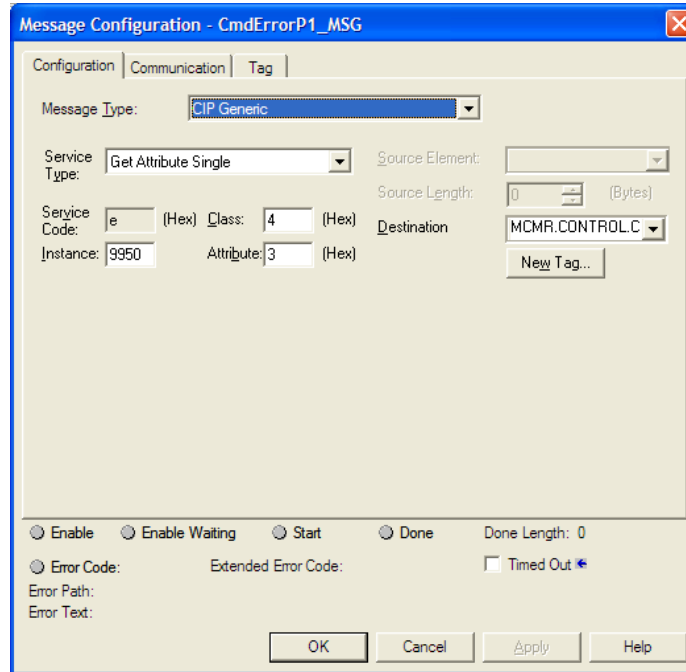 Message Configuration - CmdErrorP1_MSG
Configuration Communication Tag
Message Type: CIP Generic
Service Type: Get Attribute Single Source Element:
Source Length: 0 (Bytes)
Service Code: e (Hex) Class: 4 (Hex) Destination MCMR.CONTROL.C
Instance: 9950 Attribute: 3 (Hex) New Tag...
Enable Enable Waiting Start Done Done Length: 0
Error Code: Extended Error Code: Timed Out
Error Path:
Error Text:
OK Cancel Apply Help